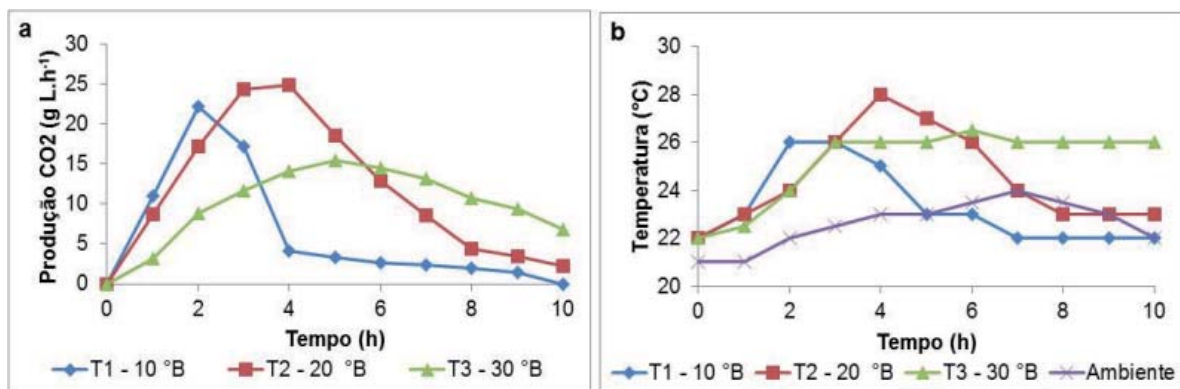 a
Produção CO2 (g L.h⁻¹)
30
25
20
15
10
5
0
0 2 4 6 8 10
Tempo (h)
T1 - 10 °B T2 - 20 °B T3 - 30 °B
b
Temperatura (°C)
30
28
26
24
22
20
0 2 4 6 8 10
Tempo (h)
T1 - 10 °B T2 - 20 °B T3 - 30 °B Ambiente